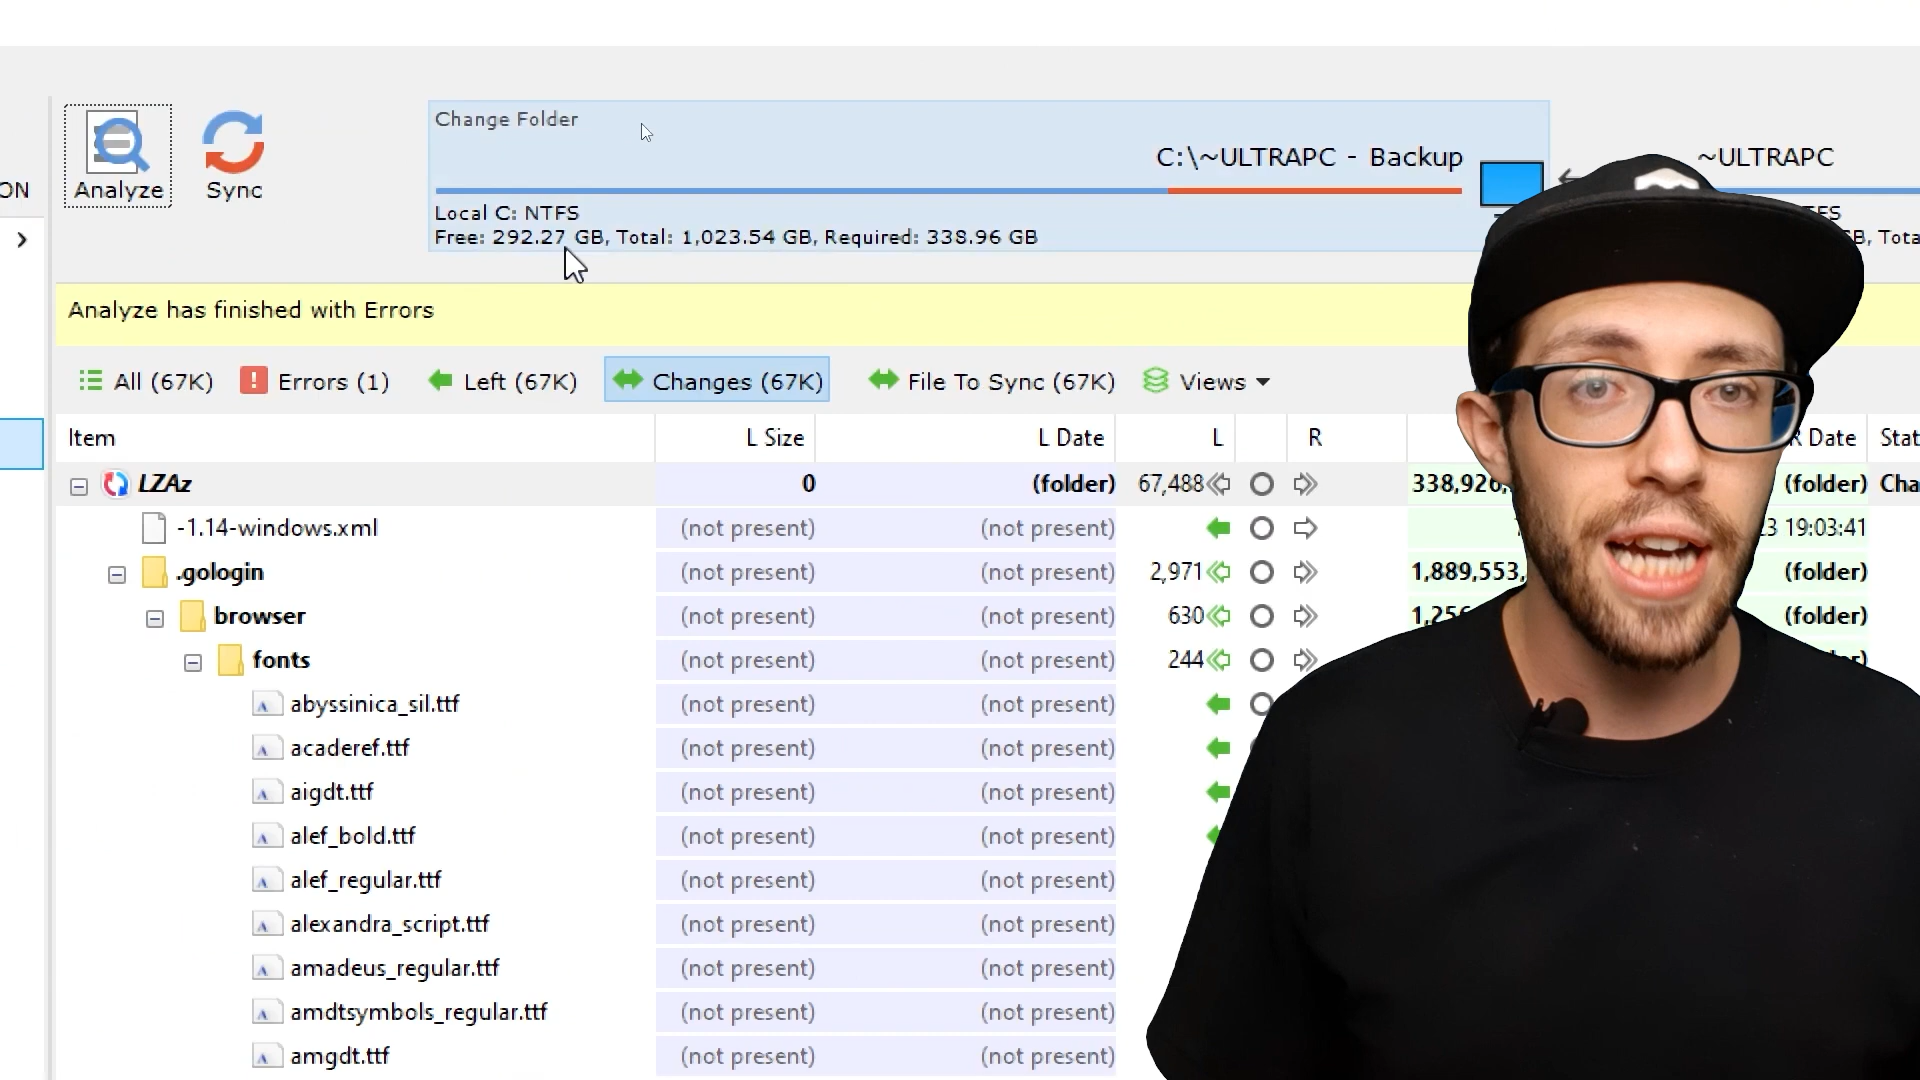 ON
Analyze
Sync
Change Folder
C:\~ULTRAPC - Backup
Local C: NTFS
Free: 292.27 GB, Total: 1,023.54 GB, Required: 338.96 GB
~ULTRAPC
Analyze has finished with Errors
All (67K)
Errors (1)
Left (67K)
Changes (67K)
File To Sync (67K)
Views
Item L Size L Date L R R Date
LZAz 0 (folder) 67,488 (folder)
-1.14-windows.xml (not present) (not present) 19:03:41
.gologin (not present) (not present) 2,971 1,889,553, (folder)
browser (not present) (not present) 630 (folder)
fonts (not present) (not present) 244
abyssinica_sil.ttf (not present) (not present)
acaderef.ttf (not present) (not present)
aigdt.ttf (not present) (not present)
alef_bold.ttf (not present) (not present)
alef_regular.ttf (not present) (not present)
alexandra_script.ttf (not present) (not present)
amadeus_regular.ttf (not present) (not present)
amdtsymbols_regular.ttf (not present) (not present)
amgdt.ttf (not present) (not present)